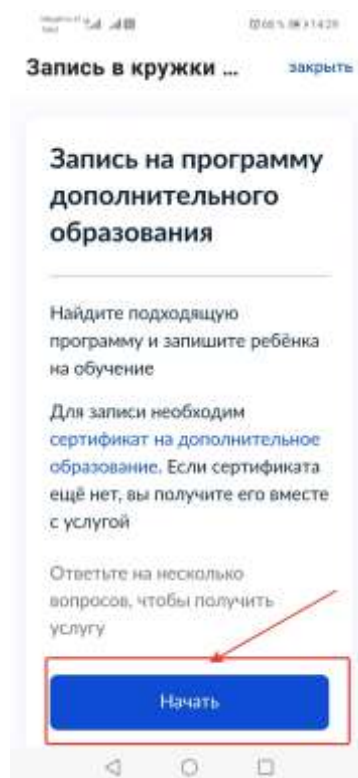 Запись в кружки ... закрыть
Запись на программу
дополнительного
образования
Найдите подходящую
программу и запишите ребёнка
на обучение
Для записи необходим
сертификат на дополнительное
образование. Если сертификата
ещё нет, вы получите его вместе
с услугой
Ответьте на несколько
вопросов, чтобы получить
услугу
Начать